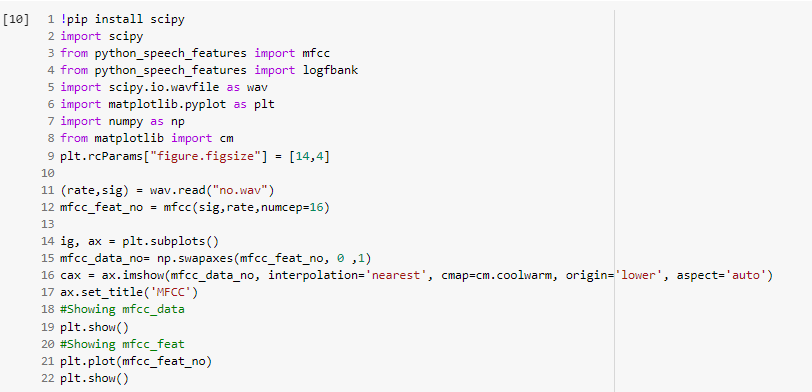 [10] 1 !pip install scipy
2 import scipy
3 from python_speech_features import mfcc
4 from python_speech_features import logfbank
5 import scipy.io.wavfile as wav
6 import matplotlib.pyplot as plt
7 import numpy as np
8 from matplotlib import cm
9 plt.rcParams["figure.figsize"] = [14,4]
10
11 (rate,sig) = wav.read("no.wav")
12 mfcc_feat_no = mfcc(sig,rate,numcep=16)
13
14 ig, ax = plt.subplots()
15 mfcc_data_no= np.swapaxes(mfcc_feat_no, 0 ,1)
16 cax = ax.imshow(mfcc_data_no, interpolation='nearest', cmap=cm.coolwarm, origin='lower', aspect='auto')
17 ax.set_title('MFCC')
18 #Showing mfcc_data
19 plt.show()
20 #Showing mfcc_feat
21 plt.plot(mfcc_feat_no)
22 plt.show()